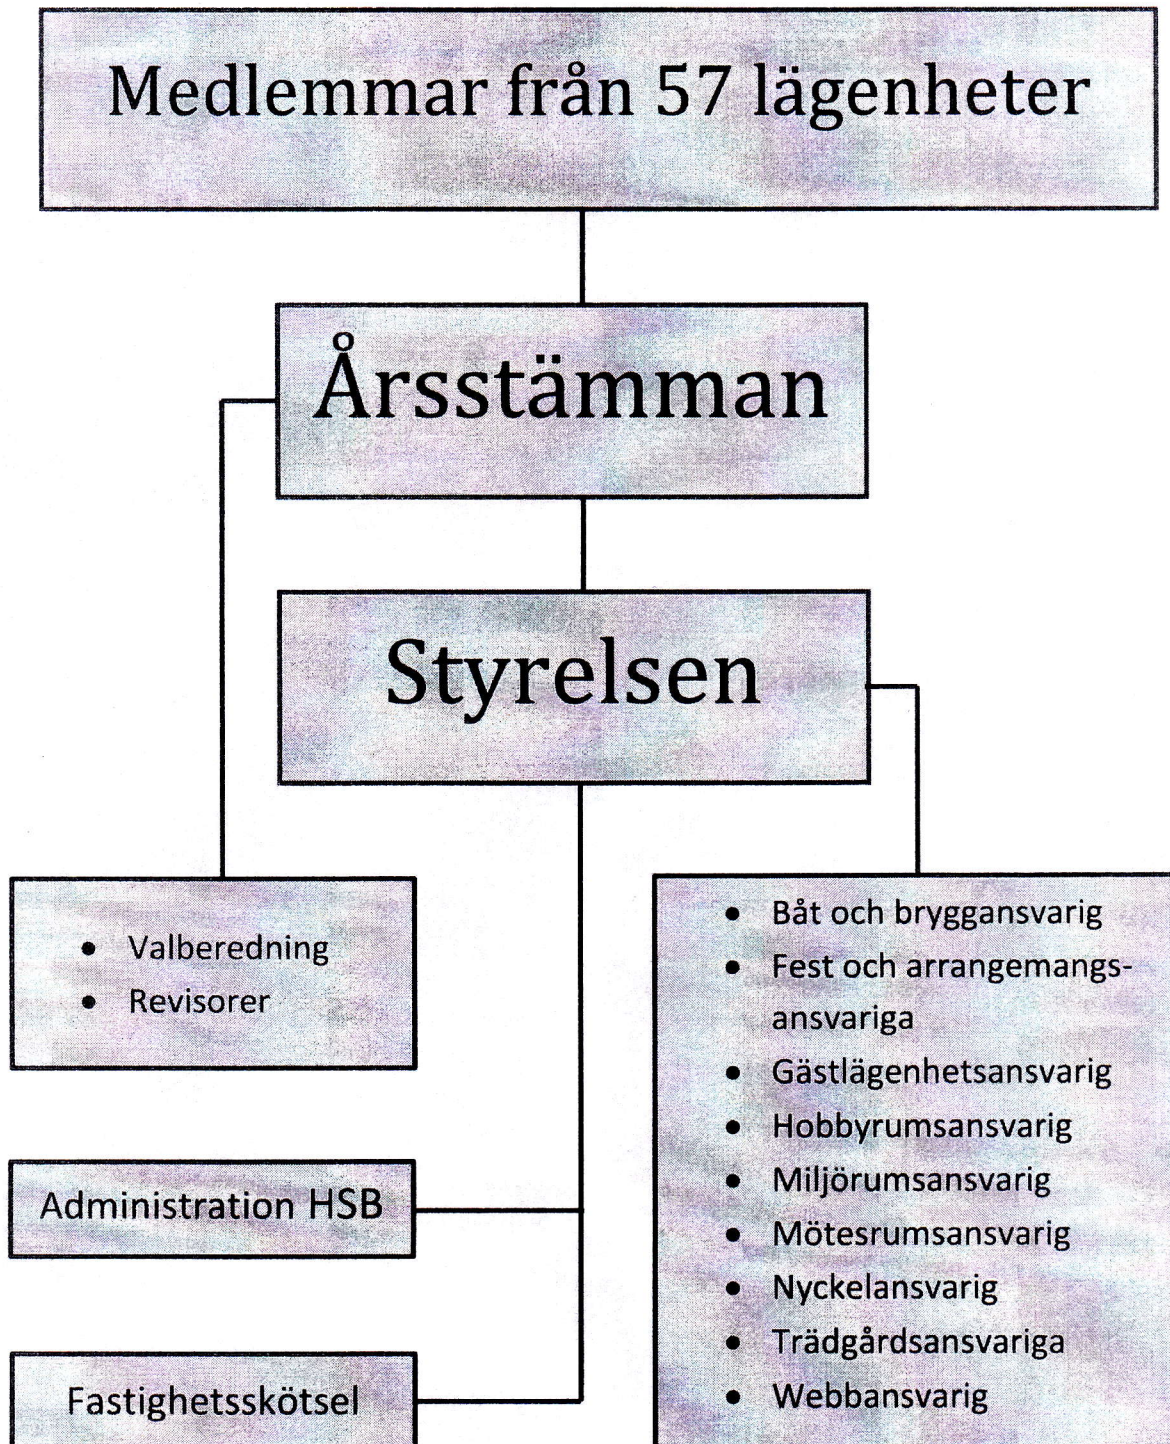 Medlemmar från 57 lägenheter
Årsstämman
Styrelsen
• Valberedning
• Revisorer
Administration HSB
Fastighetsskötsel
• Båt och bryggansvarig
• Fest och arrangemangs-
ansvariga
• Gästlägenhetsansvarig
• Hobbyrumsansvarig
• Miljörumsansvarig
• Mötesrumsansvarig
• Nyckelansvarig
• Trädgårdsansvariga
• Webbansvarig